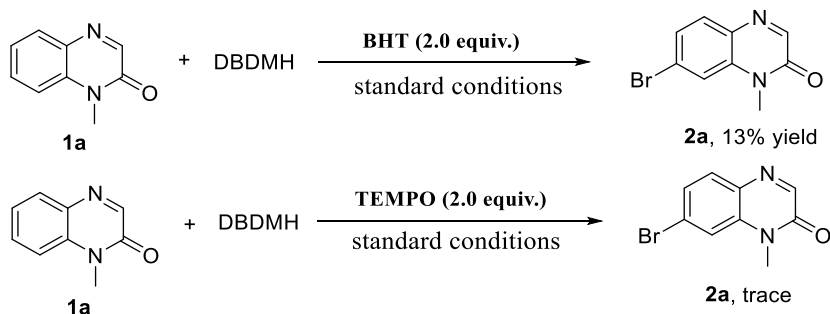 N
N
O
1a
+
DBDMH
BHT (2.0 equiv.)
standard conditions
Br
N
N
O
2a, 13% yield
N
N
O
1a
+
DBDMH
TEMPO (2.0 equiv.)
standard conditions
Br
N
N
O
2a, trace